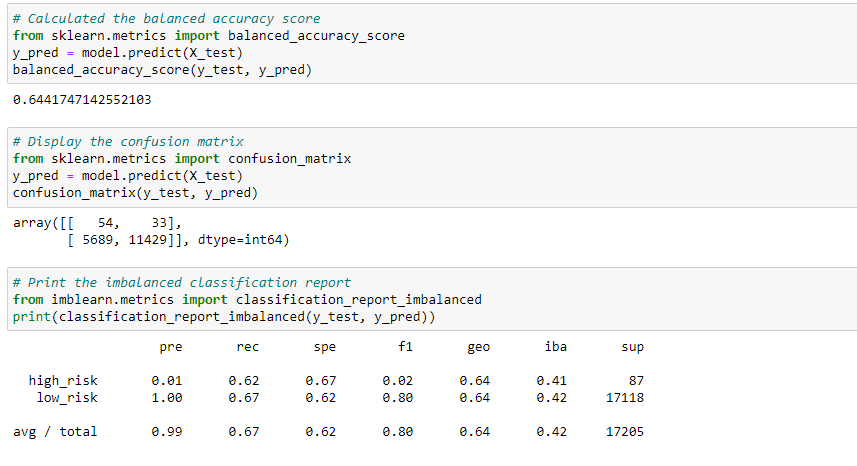 # Calculated the balanced accuracy score
from sklearn.metrics import balanced_accuracy_score
y_pred = model.predict(X_test)
balanced_accuracy_score(y_test, y_pred)
0.6441747142552103
# Display the confusion matrix
from sklearn.metrics import confusion_matrix
y_pred = model.predict(X_test)
confusion_matrix(y_test, y_pred)
array([[   54,    33],
       [ 5689, 11429]], dtype=int64)
# Print the imbalanced classification report
from imblearn.metrics import classification_report_imbalanced
print(classification_report_imbalanced(y_test, y_pred))
pre rec spe f1 geo iba sup
high_risk 0.01 0.62 0.67 0.02 0.64 0.41 87
low_risk 1.00 0.67 0.62 0.80 0.64 0.42 17118
avg / total 0.99 0.67 0.62 0.80 0.64 0.42 17205